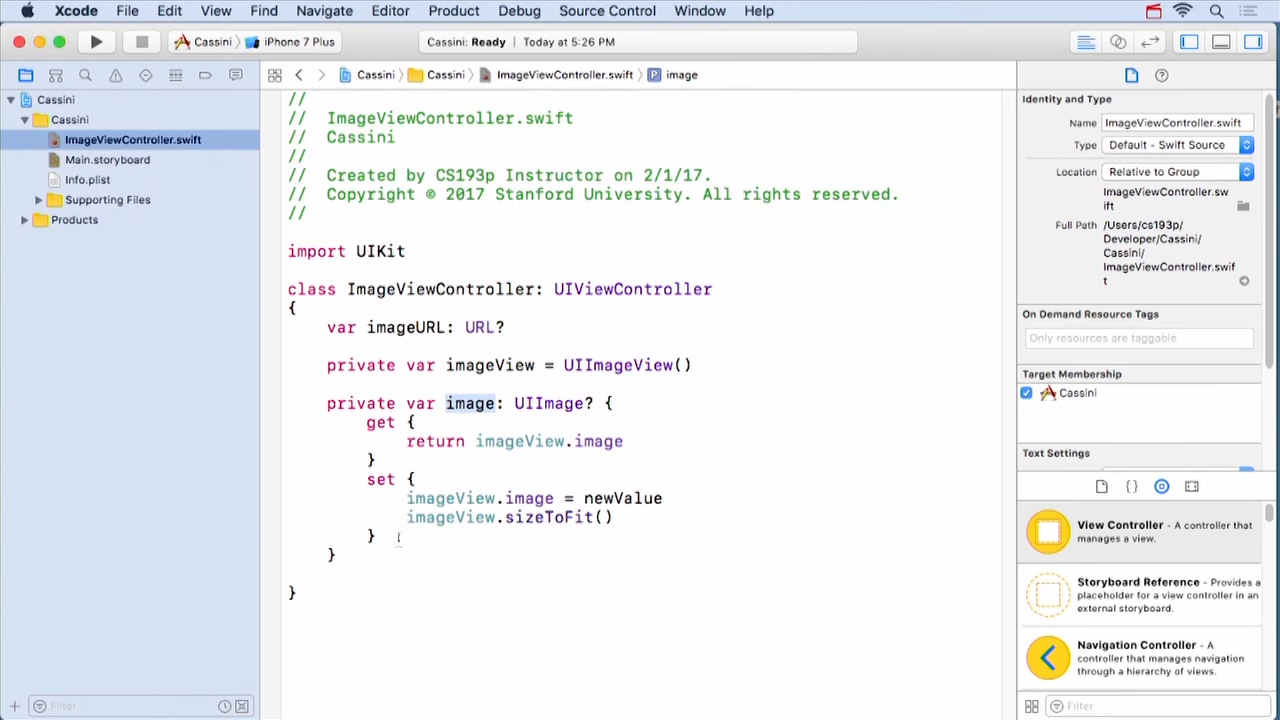 Xcode File Edit View Find Navigate Editor Product Debug Source Control Window Help
Cassini iPhone 7 Plus
Cassini: Ready | Today at 5:26 PM
Cassini Cassini ImageViewController.swift P image
Cassini
Cassini
ImageViewController.swift
Main.storyboard
Info.plist
Supporting Files
Products
Filter
//
// ImageViewController.swift
// Cassini
//
// Created by CS193p Instructor on 2/1/17.
// Copyright © 2017 Stanford University. All rights reserved.
//
import UIKit
class ImageViewController: UIViewController
{
var imageURL: URL?
private var imageView = UIImageView()
private var image: UIImage? {
get {
return imageView.image
}
set {
imageView.image = newValue
imageView.sizeToFit()
}
}
}
Identity and Type
Name ImageViewController.swift
Type Default - Swift Source
Location Relative to Group
ImageViewController.sw
ift
Full Path /Users/cs193p/
Developer/Cassini/
Cassini/
ImageViewController.swif
t
On Demand Resource Tags
Only resources are taggable
Target Membership
Cassini
Text Settings
{ }
View Controller - A controller that
manages a view.
Storyboard Reference - Provides a
placeholder for a view controller in an
external storyboard.
Navigation Controller - A
controller that manages navigation
through a hierarchy of views.
Filter